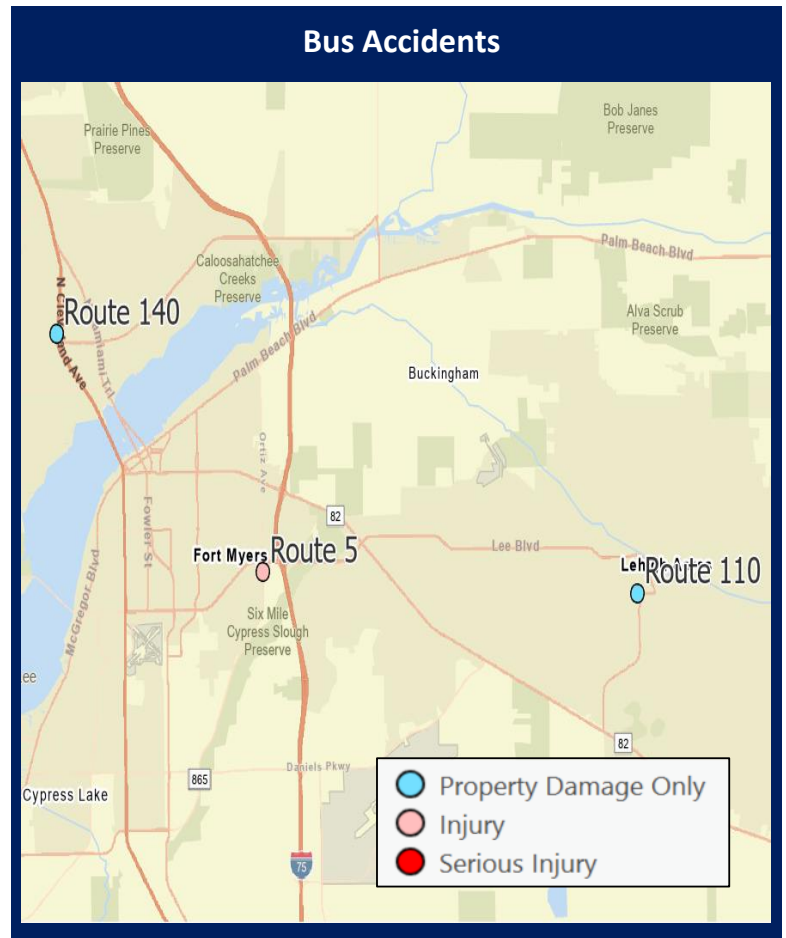 Bus Accidents
Bob Janes
Preserve
Prairie Pines
Preserve
Palm Beach Blvd
Caloosahatchee
Creeks
Preserve
Route 140
Alva Scrub
Preserve
Palm Beach Blvd
Buckingham
Ortiz Ave
82
Fowler St
Lee Blvd
Fort Myers
Route 5
Route 110
McGregor Blvd
Six Mile
Cypress Slough
Preserve
82
Daniels Pkwy
865
Cypress Lake
75
Property Damage Only
Injury
Serious Injury